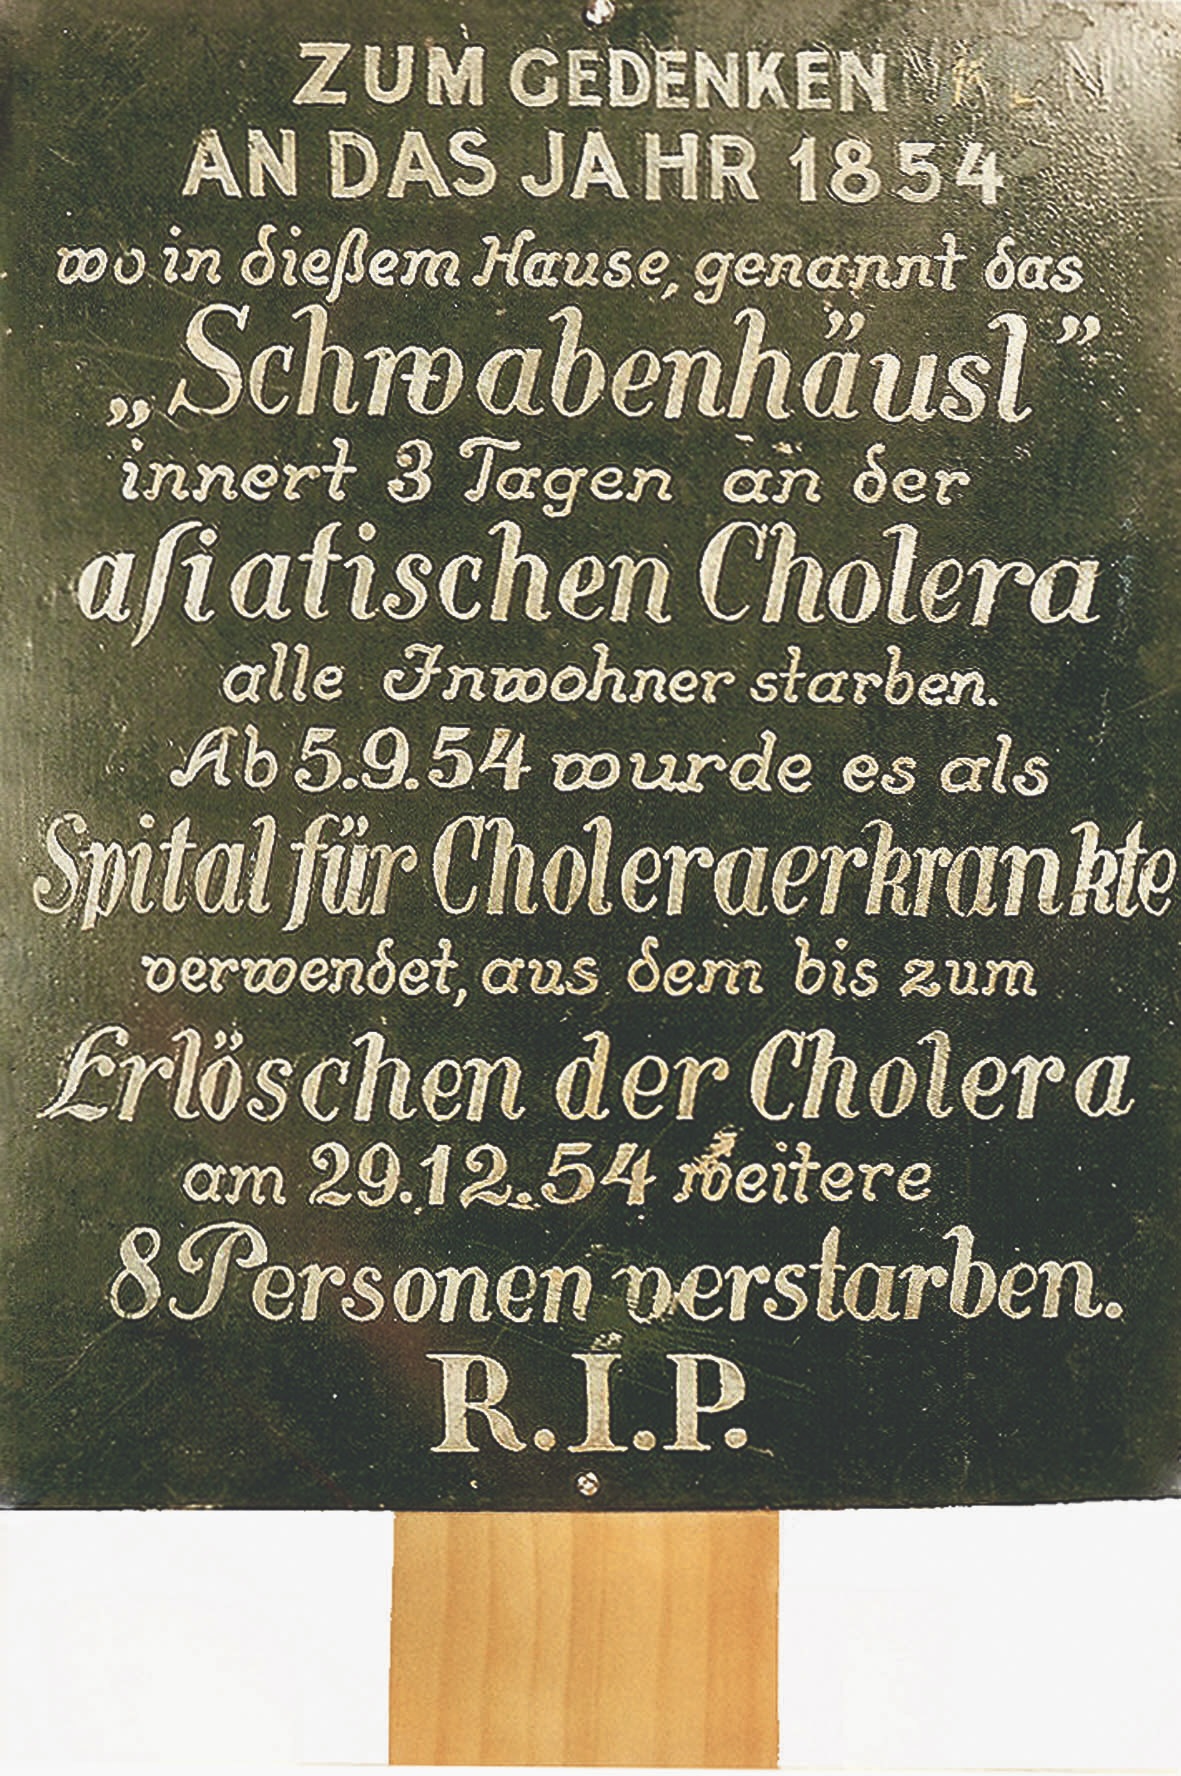 ZUM GEDENKEN
AN DAS JAHR 1854
wo in dießem Hause, genannt das
„Schwabenhäusl”
innert 3 Tagen an der
aſiatischen Cholera
alle Inwohner starben.
Ab 5.9.54 wurde es als
Spital für Choleraerkrankte
verwendet, aus dem bis zum
Erlöschen der Cholera
am 29.12.54 weitere
8 Personen verstarben.
R.I.P.